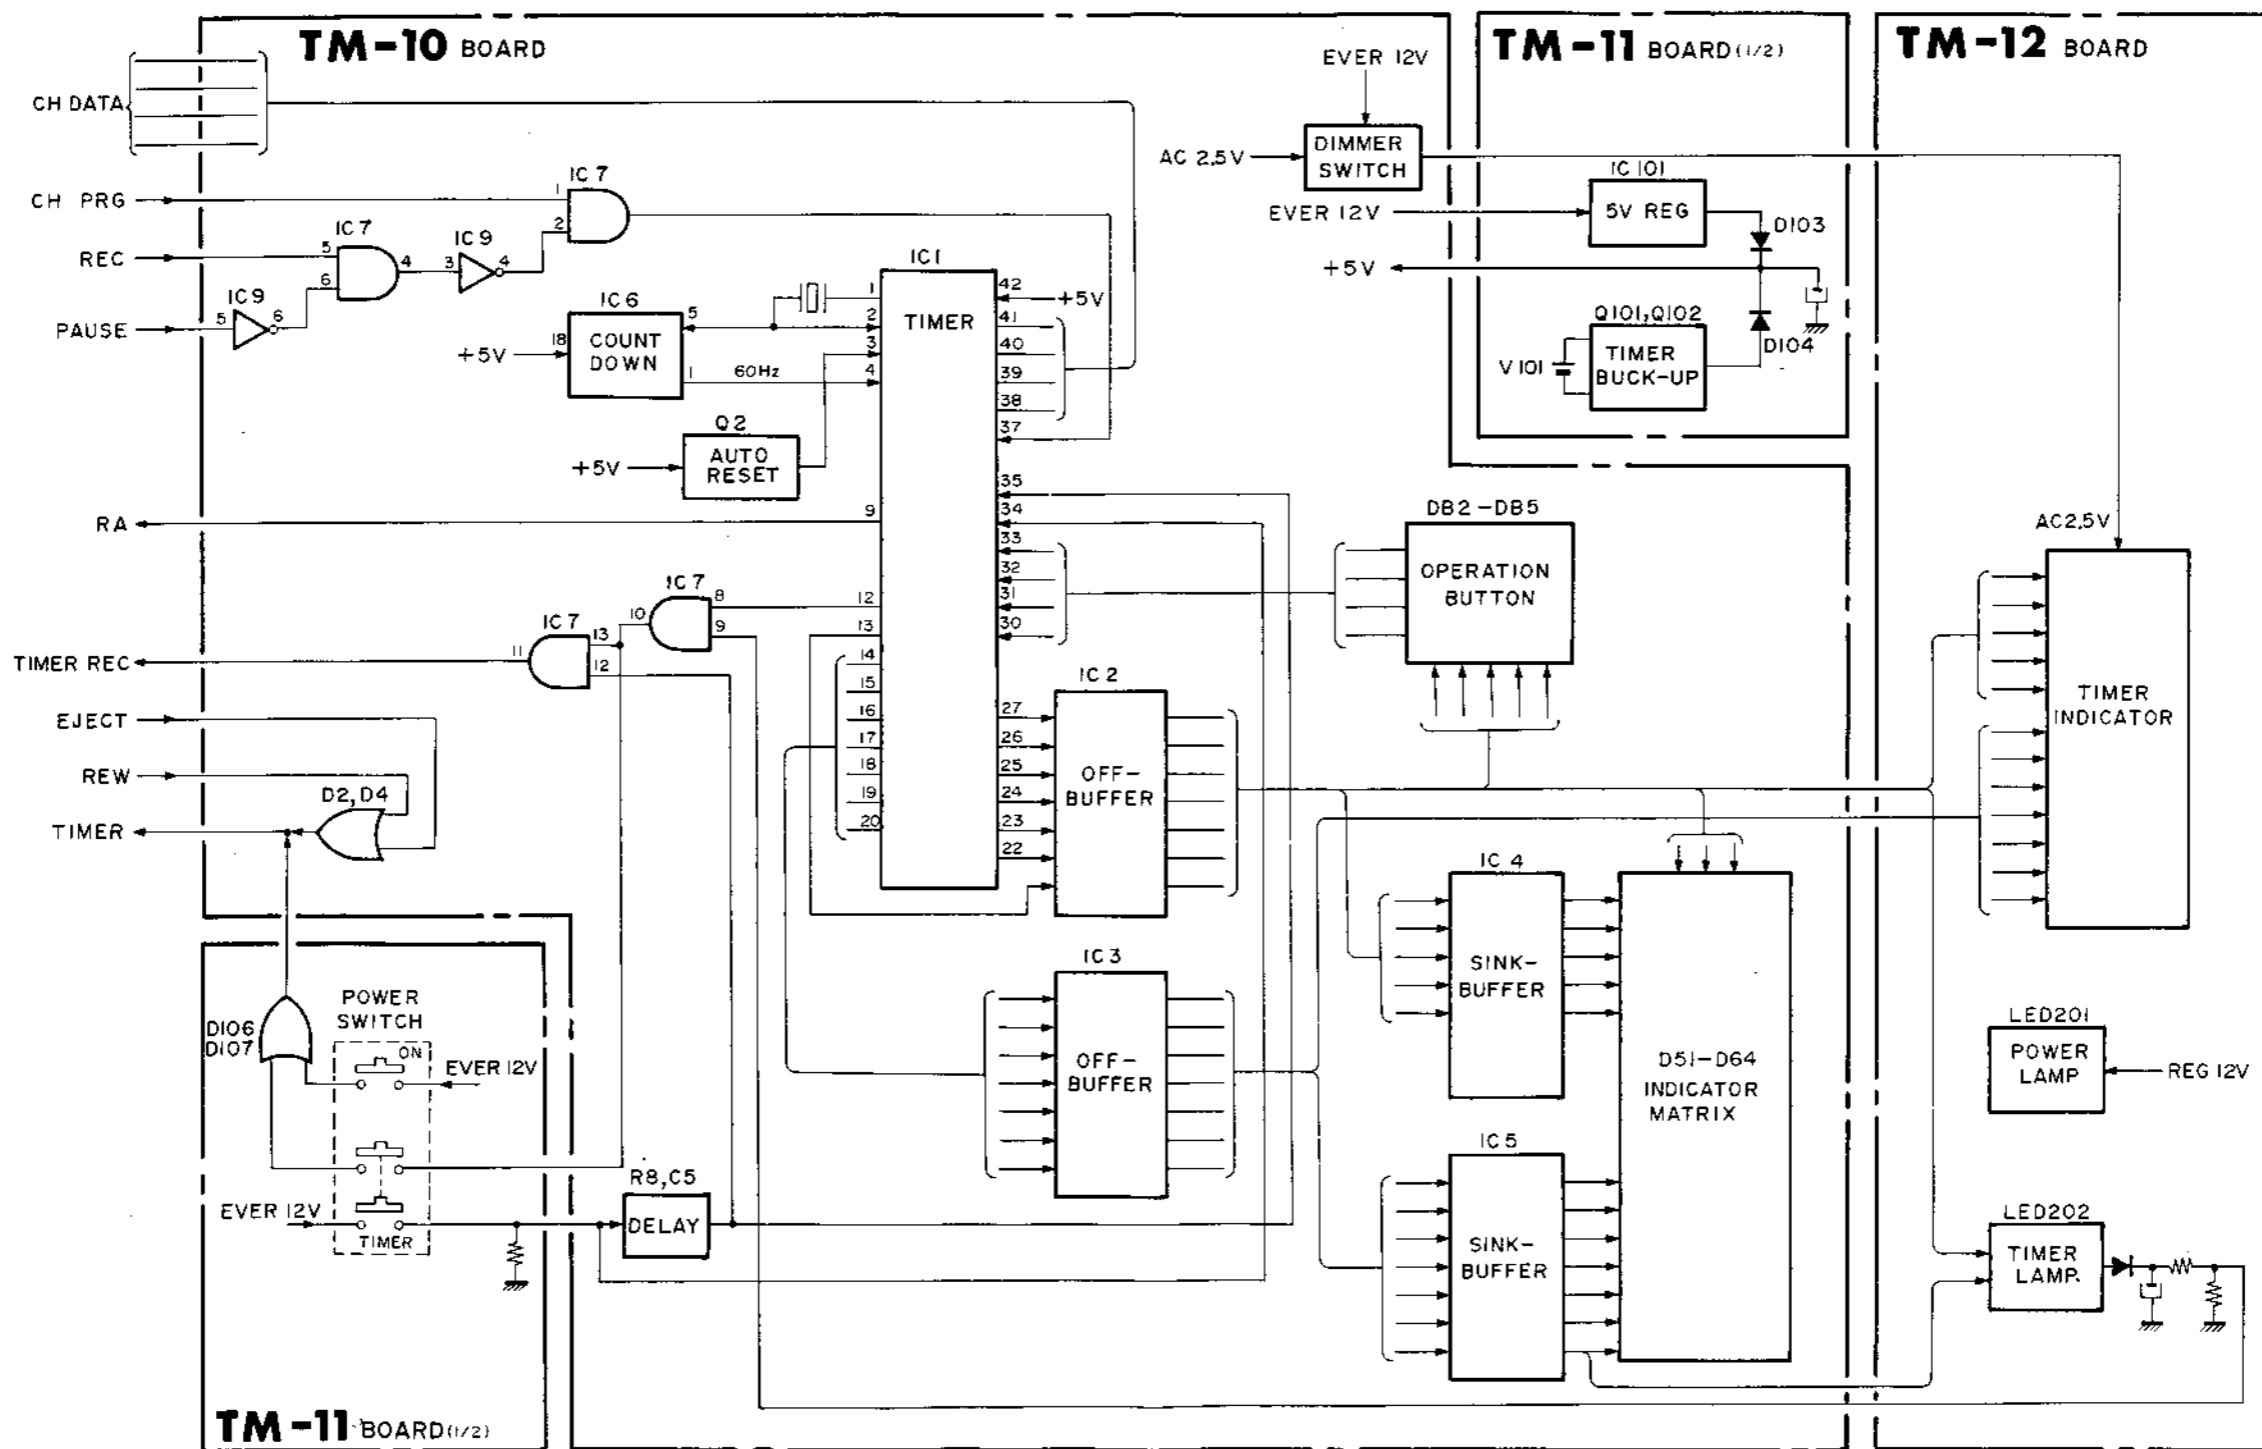 TM-10 BOARD
TM-11 BOARD (1/2)
TM-12 BOARD
CH DATA
CH PRG
REC
PAUSE
IC 7
1
2
IC 7
5
6
4
IC 9
3
4
IC 9
5
6
EVER 12V
AC 2.5V
DIMMER
SWITCH
IC 101
EVER 12V
5V REG
D103
+5V
Q101,Q102
V101
TIMER
BUCK-UP
D104
IC 6
+5V
18
COUNT
DOWN
5
1
60Hz
Q2
+5V
AUTO
RESET
IC 1
TIMER
1
2
3
4
9
12
13
14
15
16
17
18
19
20
42
+5V
41
40
39
38
37
35
34
33
32
31
30
27
26
25
24
23
22
RA
TIMER REC
EJECT
REW
TIMER
IC 7
8
9
10
IC 7
13
12
11
D2, D4
DB2-DB5
OPERATION
BUTTON
AC2.5V
TIMER
INDICATOR
IC 2
OFF-
BUFFER
IC 3
OFF-
BUFFER
IC 4
SINK-
BUFFER
IC 5
SINK-
BUFFER
D51-D64
INDICATOR
MATRIX
LED201
POWER
LAMP
REG 12V
LED202
TIMER
LAMP.
POWER
SWITCH
D106
D107
ON
EVER 12V
EVER 12V
TIMER
R8,C5
DELAY
TM-11 BOARD (1/2)